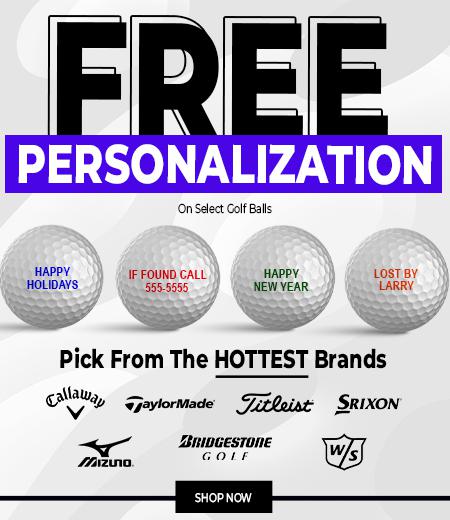 FREE
PERSONALIZATION
On Select Golf Balls
HAPPY
HOLIDAYS
IF FOUND CALL
555-5555
HAPPY
NEW YEAR
LOST BY
LARRY
Pick From The HOTTEST Brands
Callaway
TaylorMade
Titleist
SRIXON
MIZUNO
BRIDGESTONE
GOLF
W/S
SHOP NOW